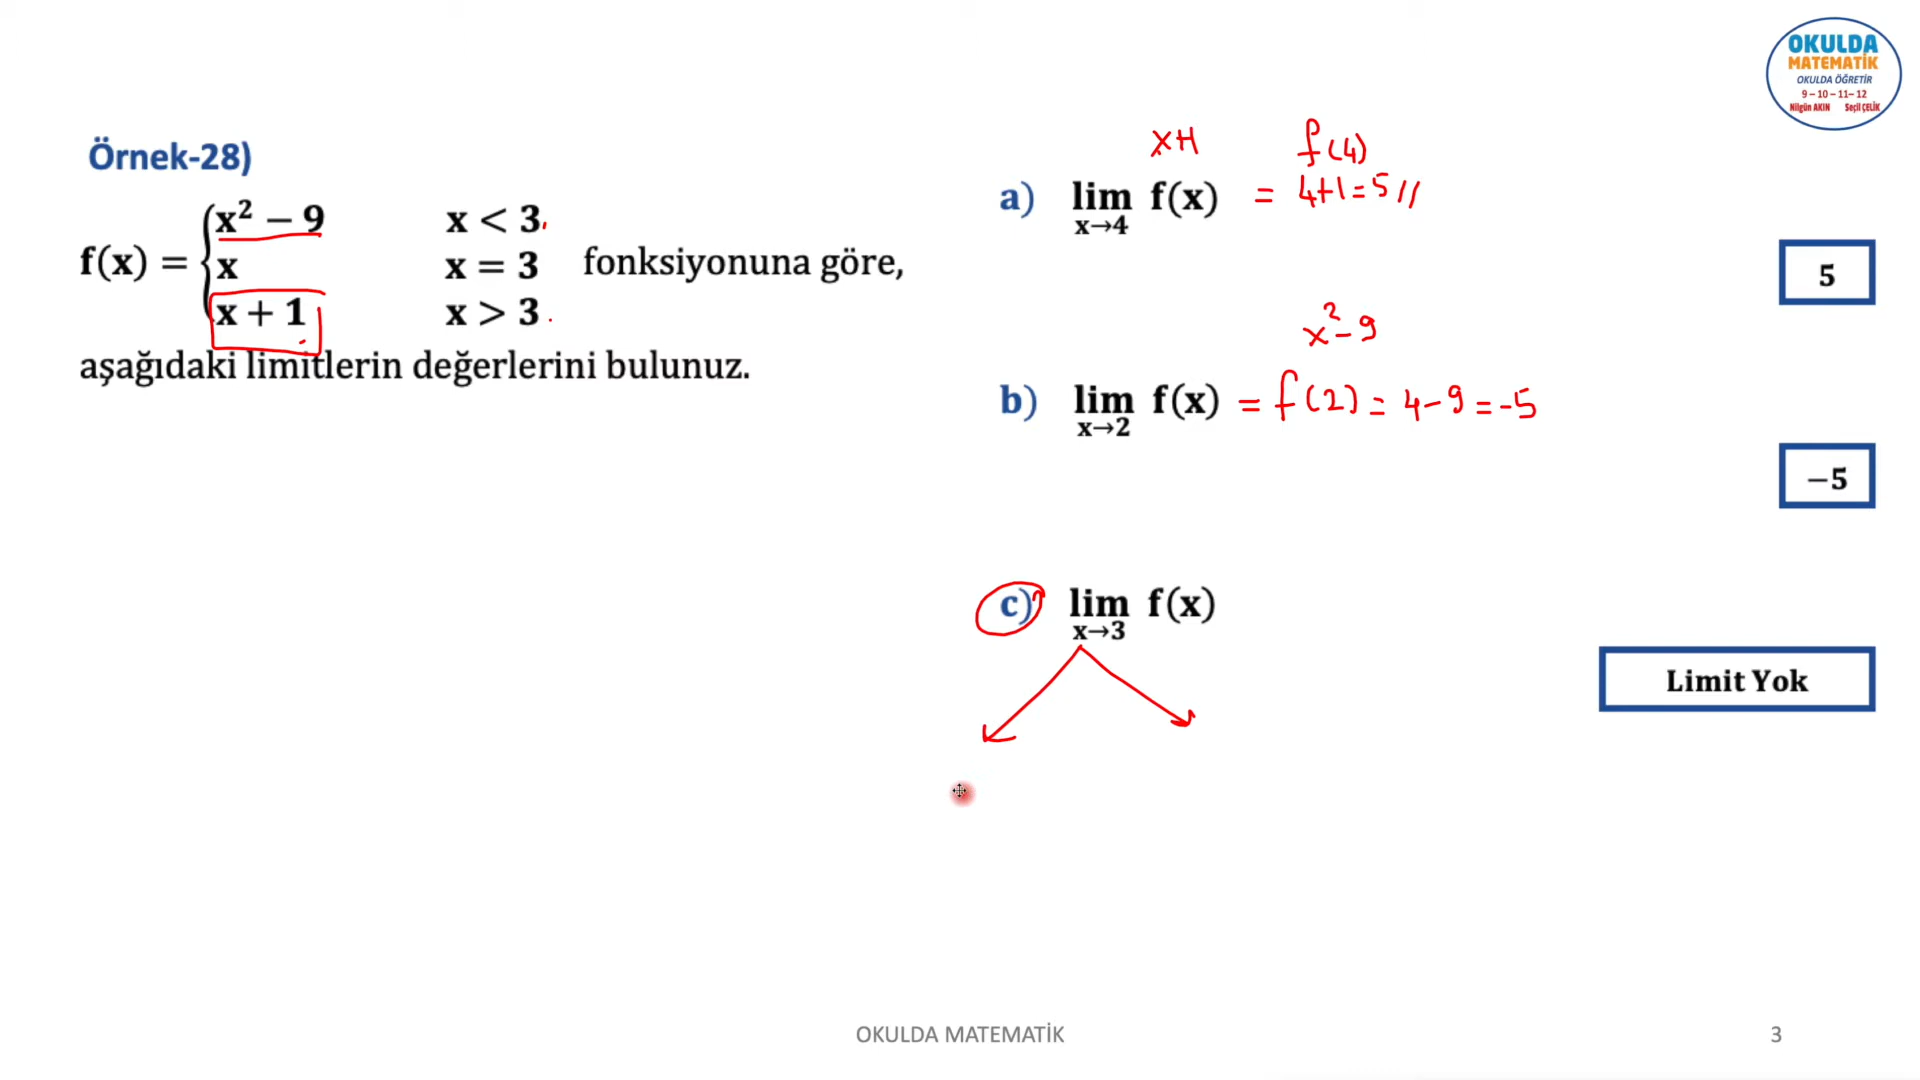 OKULDA
MATEMATİK
OKULDA ÖĞRETİR
9 – 10 – 11– 12
Nilgün AKIN Seçil ÇELİK
Örnek-28)
f(x) = { x² − 9 x < 3
x x = 3 fonksiyonuna göre,
x + 1 x > 3
aşağıdaki limitlerin değerlerini bulunuz.
x+1 f(4)
a) lim f(x) = 4+1=5//
x→4
5
x²-9
b) lim f(x) = f(2) = 4-9=-5
x→2
−5
c) lim f(x)
x→3
Limit Yok
OKULDA MATEMATİK
3